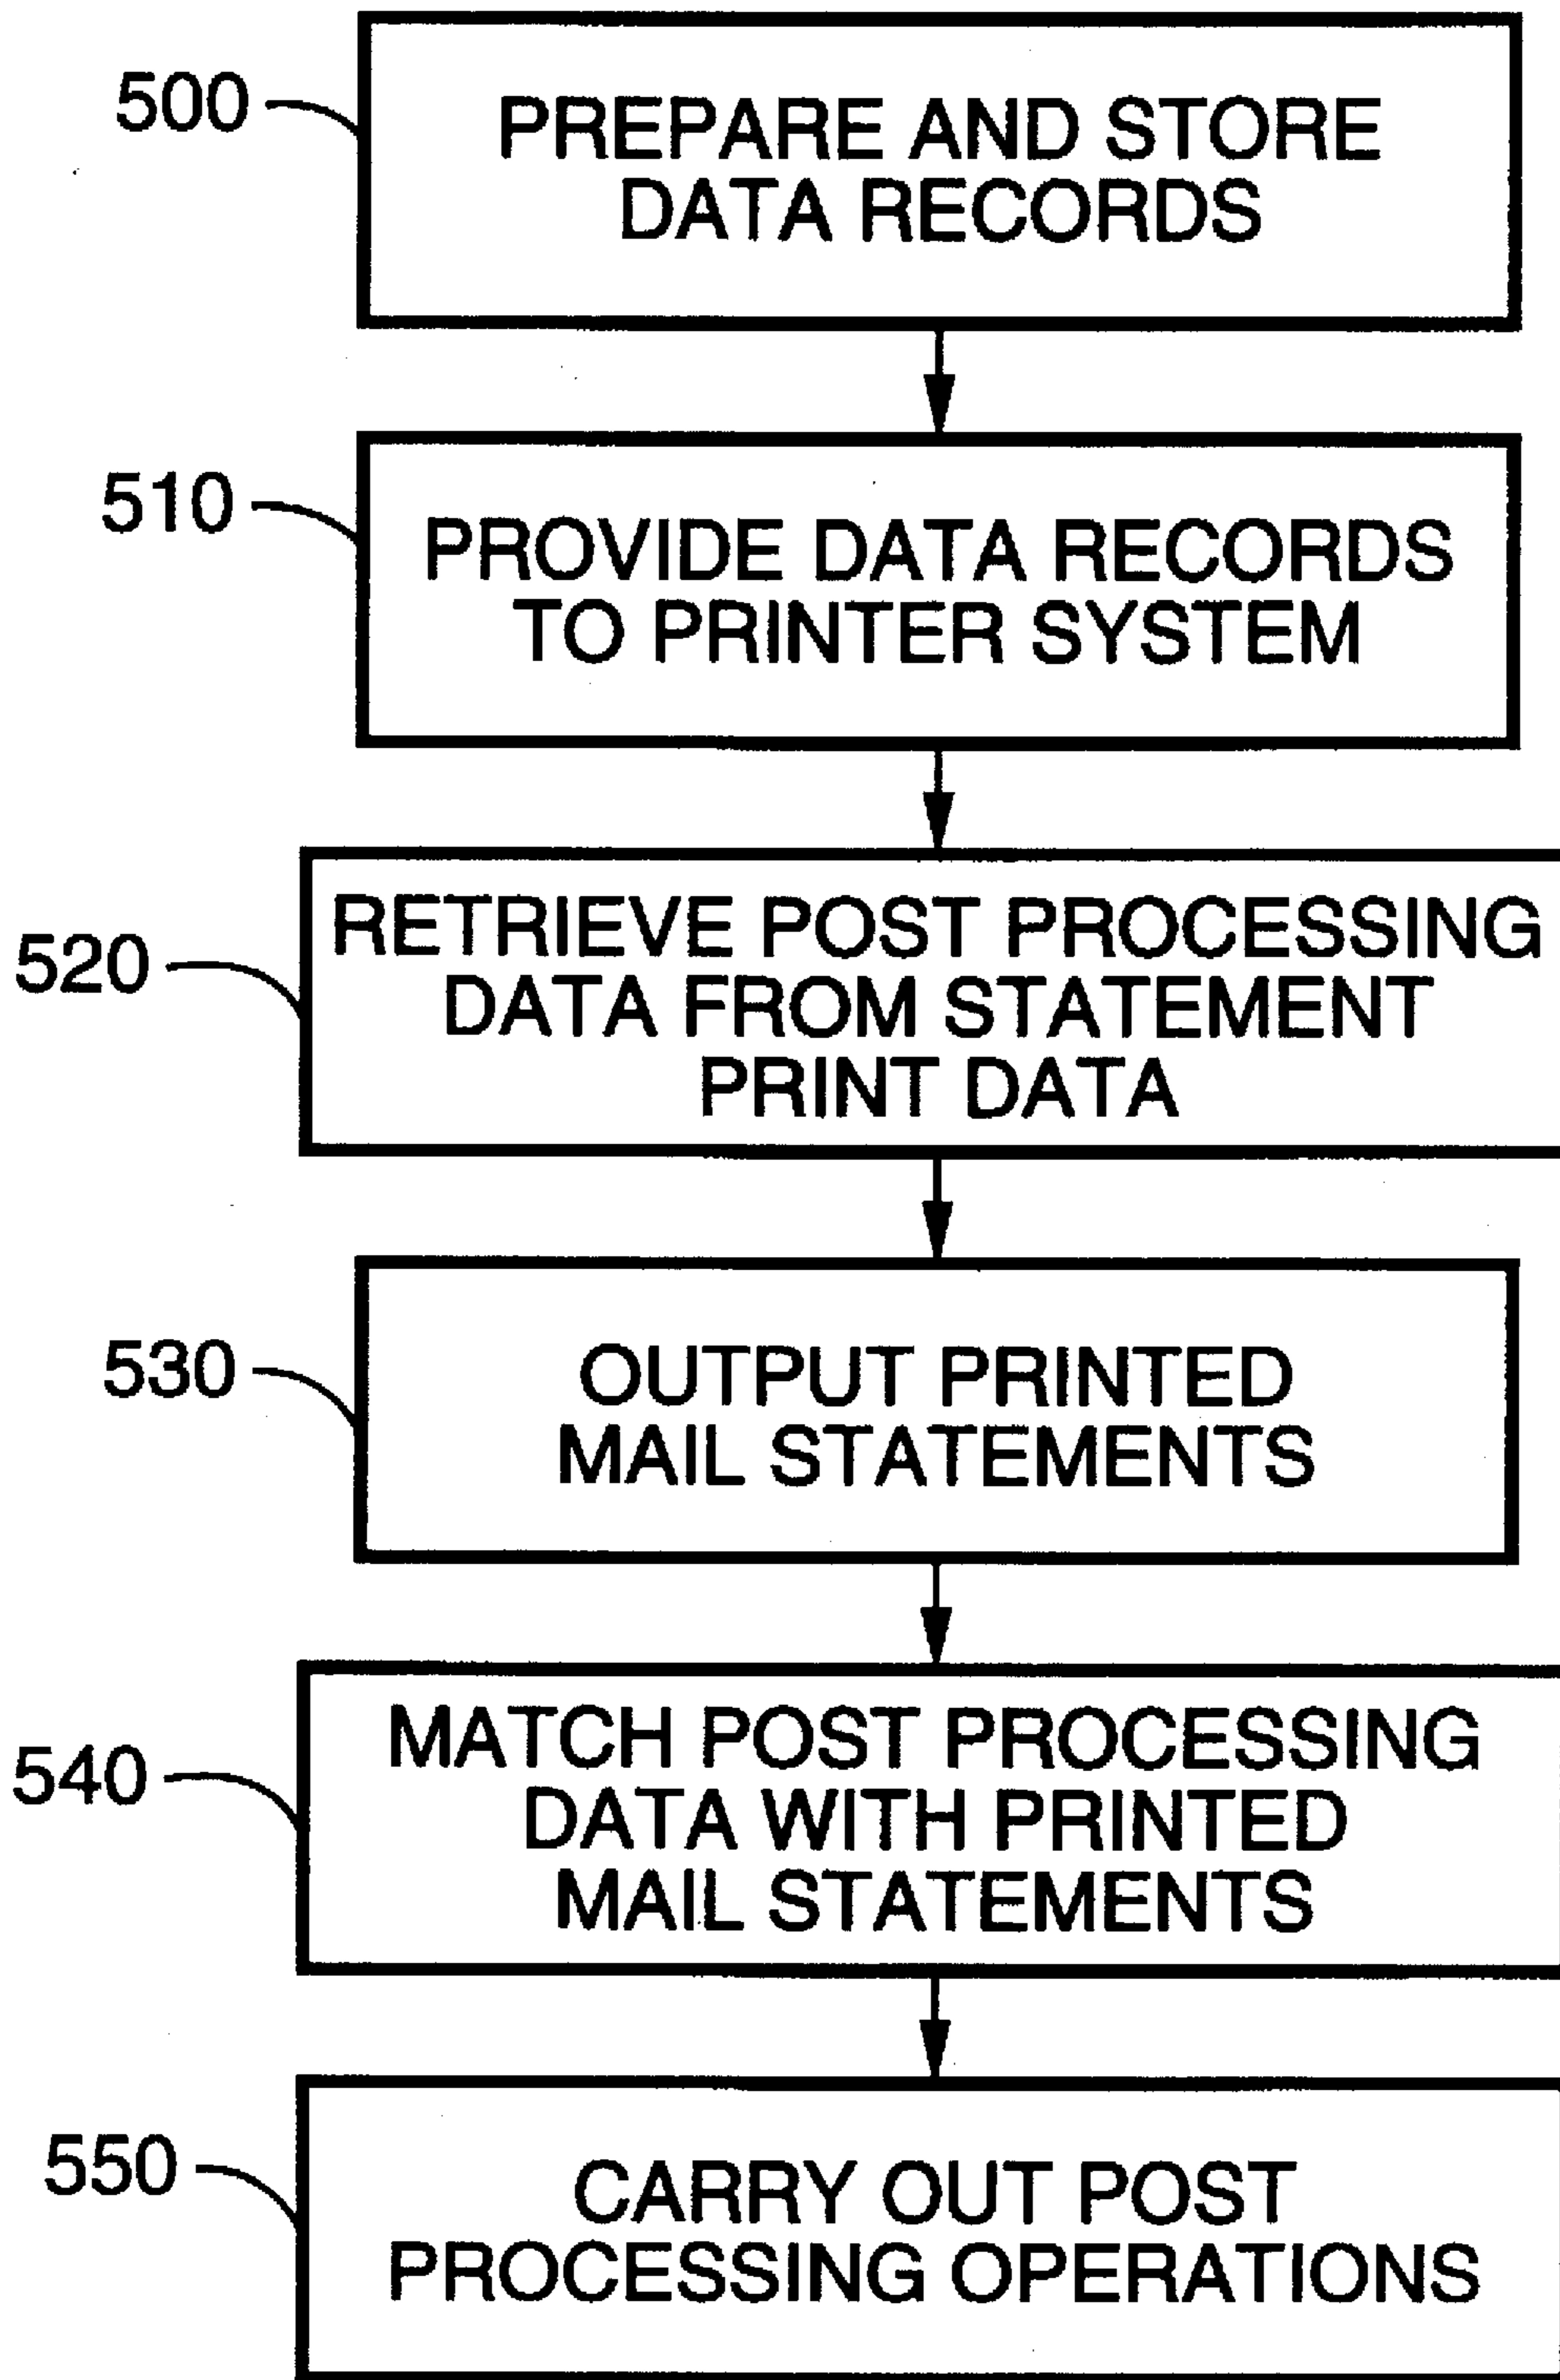 500
PREPARE AND STORE
DATA RECORDS
510
PROVIDE DATA RECORDS
TO PRINTER SYSTEM
520
RETRIEVE POST PROCESSING
DATA FROM STATEMENT
PRINT DATA
530
OUTPUT PRINTED
MAIL STATEMENTS
540
MATCH POST PROCESSING
DATA WITH PRINTED
MAIL STATEMENTS
550
CARRY OUT POST
PROCESSING OPERATIONS